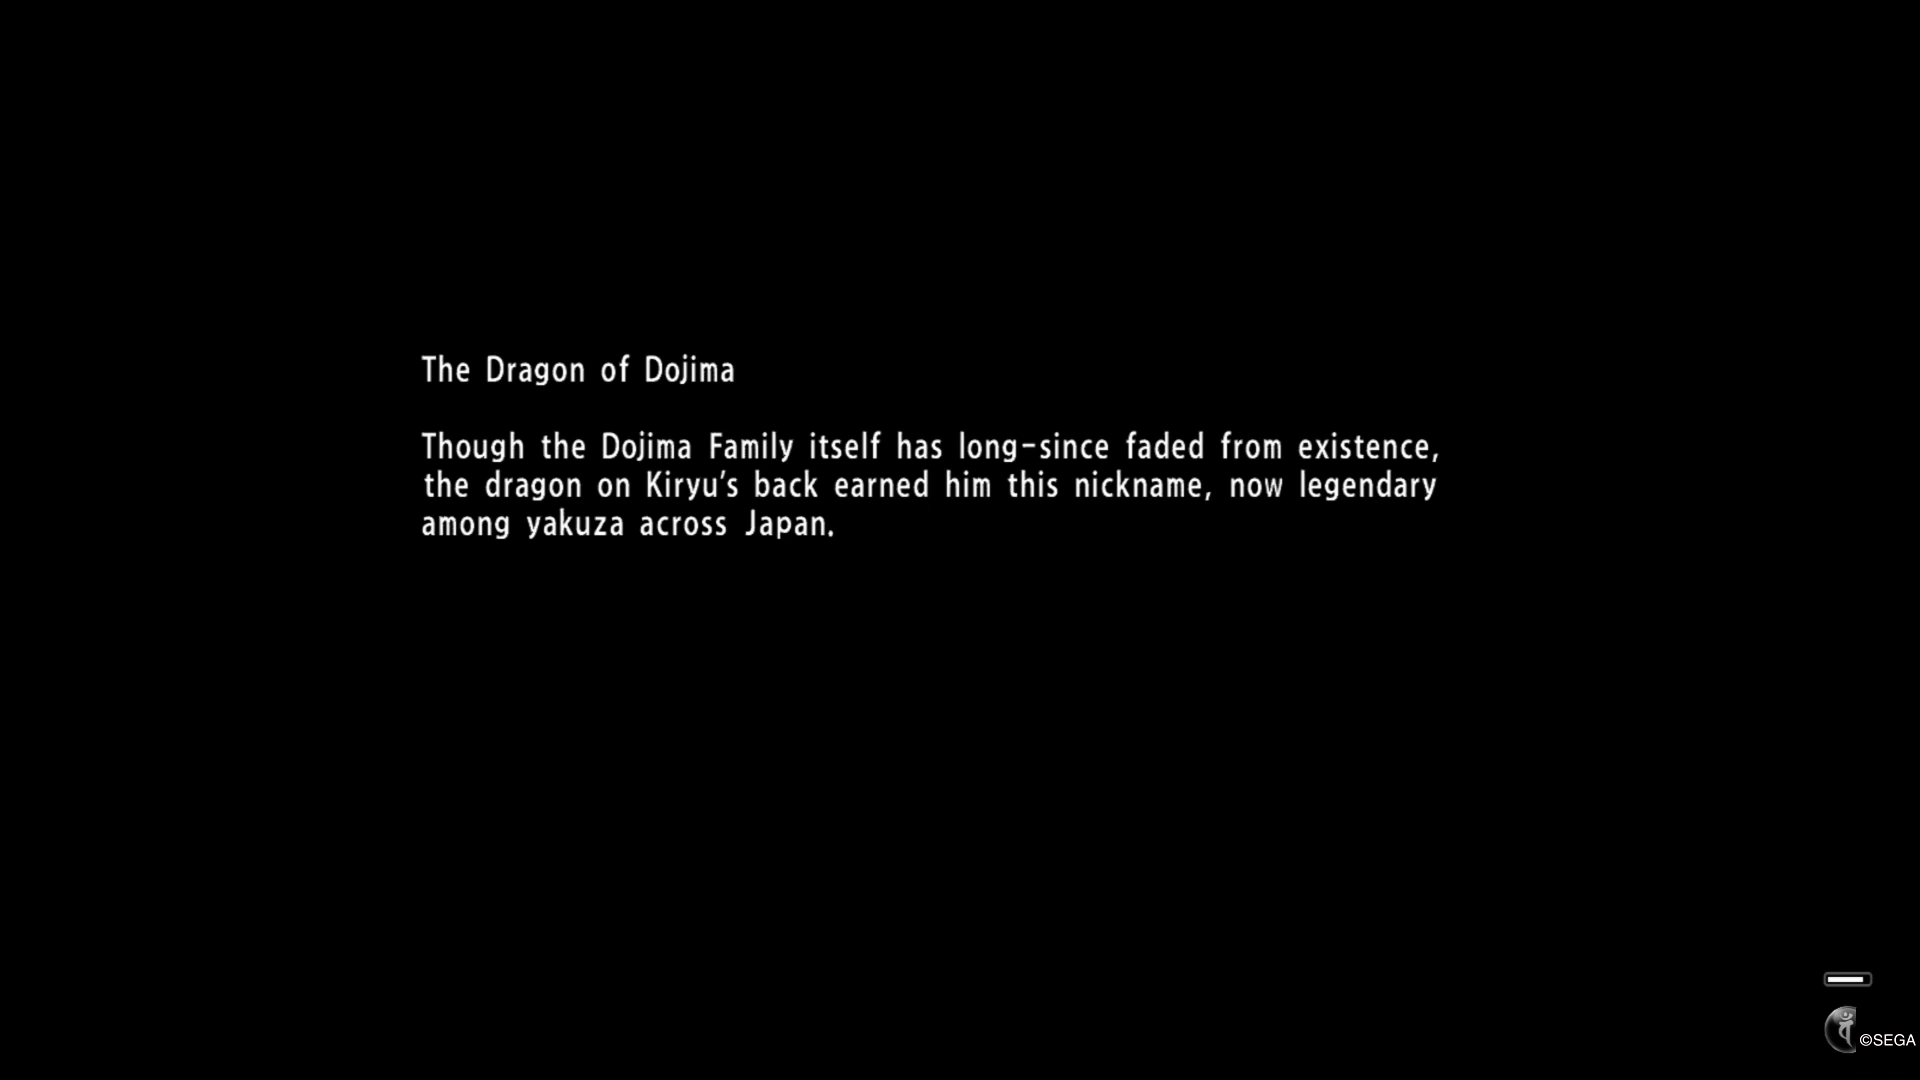 The Dragon of Dojima
Though the Dojima Family itself has long-since faded from existence,
the dragon on Kiryu's back earned him this nickname, now legendary
among yakuza across Japan.
©SEGA